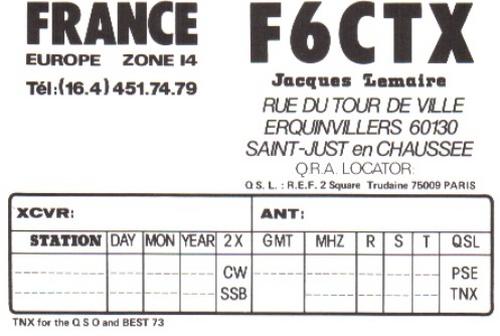 FRANCE F6CTX
EUROPE ZONE 14
Jacques Lemaire
Tél:(16.4) 451.74.79
RUE DU TOUR DE VILLE
ERQUINVILLERS 60130
SAINT-JUST en CHAUSSEE
Q.R.A. LOCATOR:
Q S. L. : R.E.F. 2 Square Trudaine 75009 PARIS
XCVR: ANT:
STATION DAY MON YEAR 2X GMT MHZ R S T QSL
CW PSE
SSB TNX
TNX for the Q S O and BEST 73